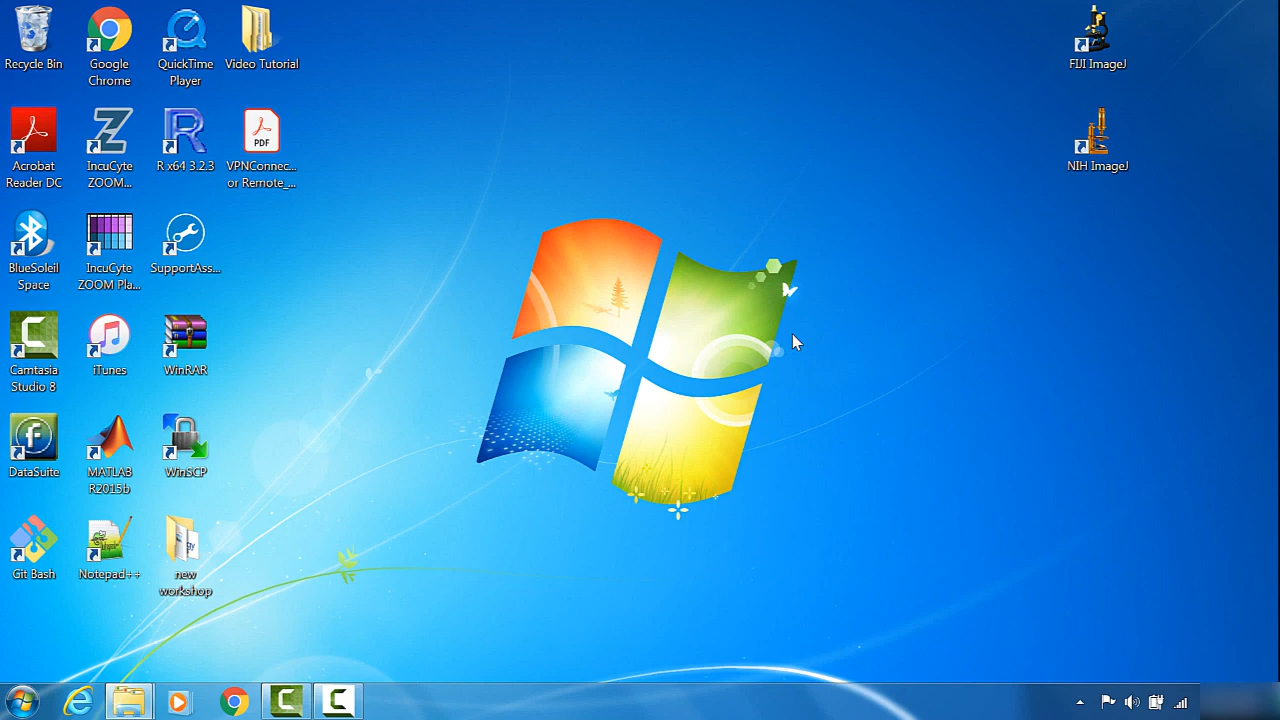 Recycle Bin
Google
Chrome
QuickTime
Player
Video Tutorial
FIJI ImageJ
Acrobat
Reader DC
IncuCyte
ZOOM...
R x64 3.2.3
PDF
VPNConnec...
or Remote_...
NIH ImageJ
BlueSoleil
Space
IncuCyte
ZOOM Pla...
SupportAss...
Camtasia
Studio 8
iTunes
WinRAR
DataSuite
MATLAB
R2015b
WinSCP
Git Bash
Notepad++
new
workshop